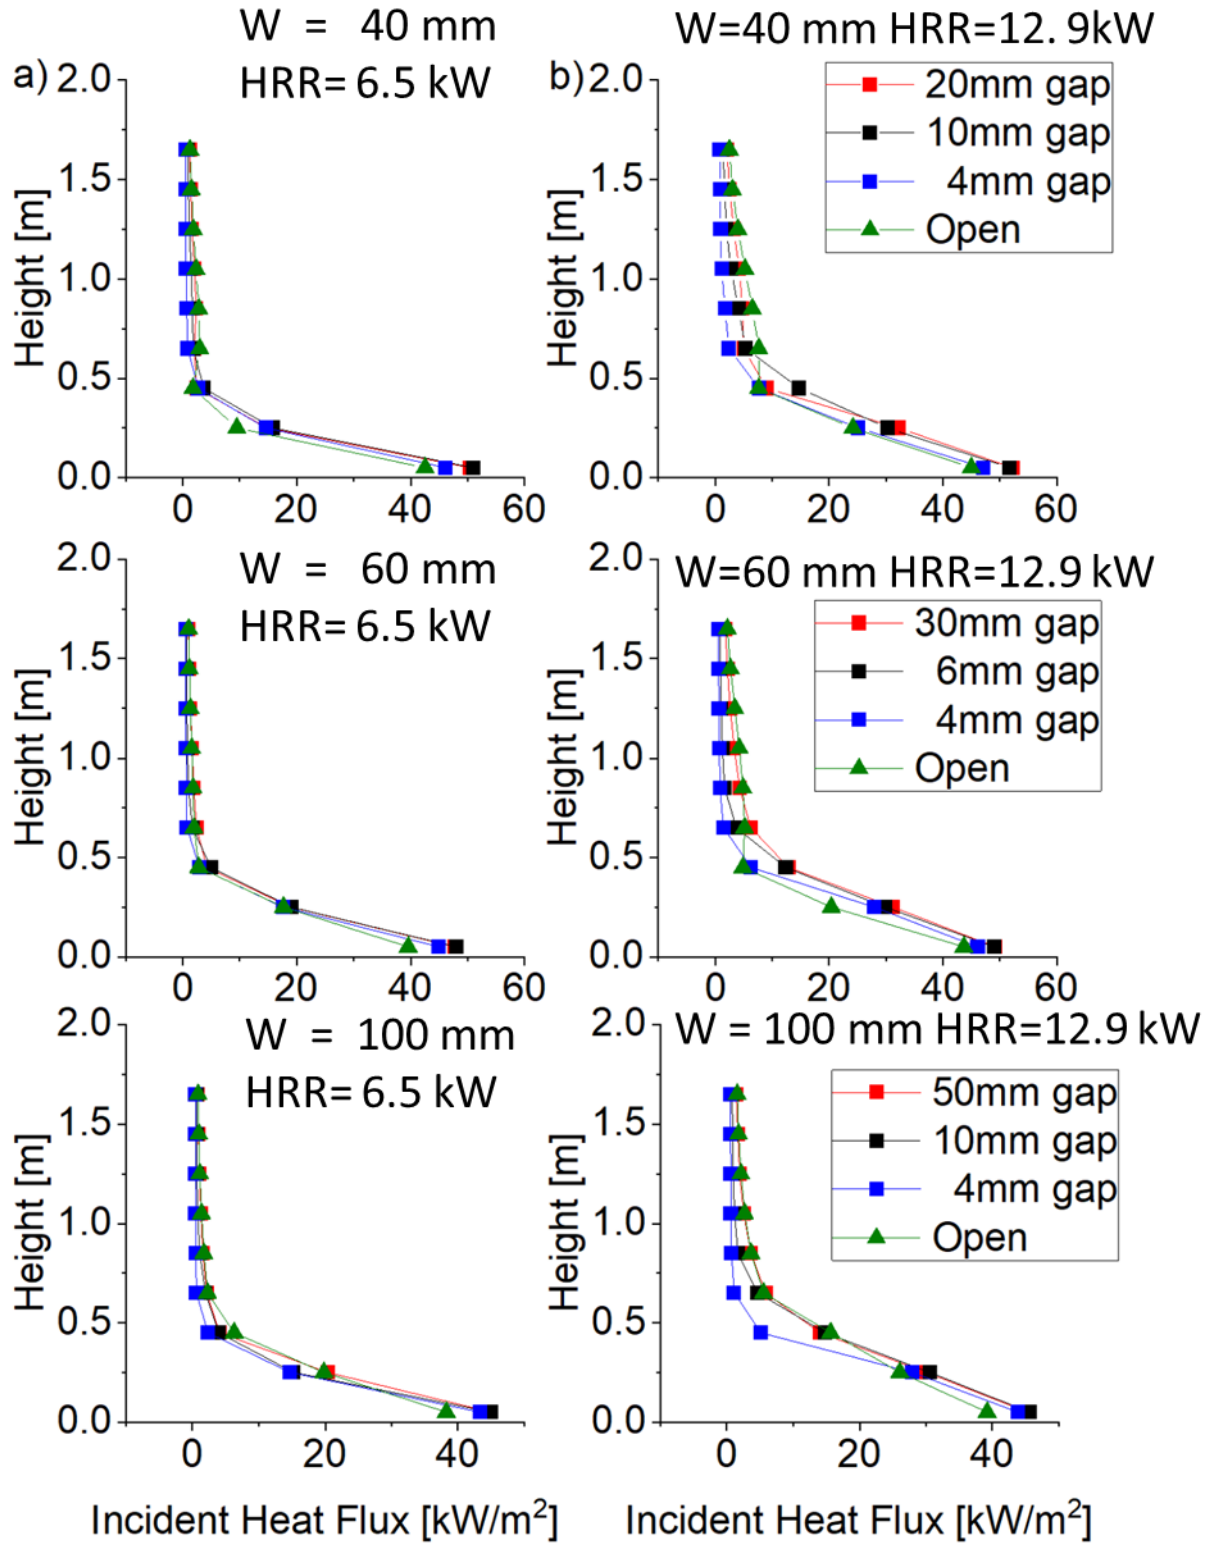 W = 40 mm
HRR= 6.5 kW
a)
2.0
1.5
1.0
0.5
0.0
Height [m]
0 20 40 60
W=40 mm HRR=12. 9kW
b)
2.0
1.5
1.0
0.5
0.0
Height [m]
20mm gap
10mm gap
4mm gap
Open
0 20 40 60
W = 60 mm
HRR= 6.5 kW
2.0
1.5
1.0
0.5
0.0
Height [m]
0 20 40 60
W=60 mm HRR=12.9 kW
2.0
1.5
1.0
0.5
0.0
Height [m]
30mm gap
6mm gap
4mm gap
Open
0 20 40 60
W = 100 mm
HRR= 6.5 kW
2.0
1.5
1.0
0.5
0.0
Height [m]
0 20 40
Incident Heat Flux [kW/m²]
W = 100 mm HRR=12.9 kW
2.0
1.5
1.0
0.5
0.0
Height [m]
50mm gap
10mm gap
4mm gap
Open
0 20 40
Incident Heat Flux [kW/m²]